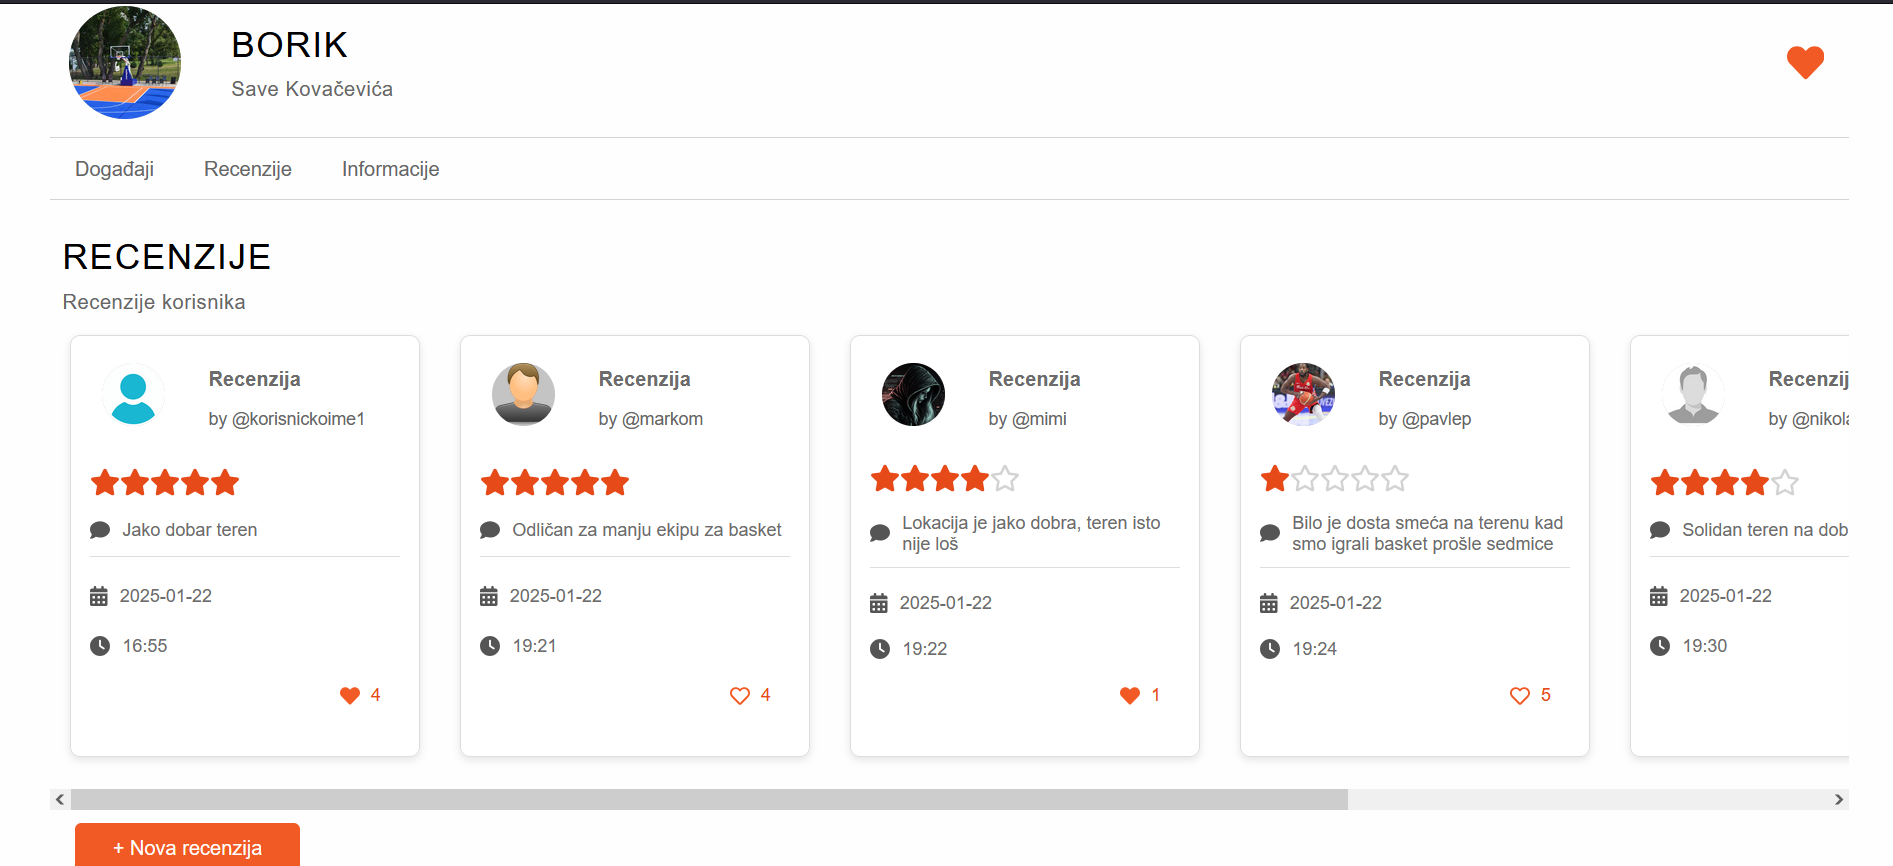 BORIK
Save Kovačevića
Događaji
Recenzije
Informacije
RECENZIJE
Recenzije korisnika
Recenzija
by @korisnickoime1
Jako dobar teren
2025-01-22
16:55
4
Recenzija
by @markom
Odličan za manju ekipu za basket
2025-01-22
19:21
4
Recenzija
by @mimi
Lokacija je jako dobra, teren isto
nije loš
2025-01-22
19:22
1
Recenzija
by @pavlep
Bilo je dosta smeća na terenu kad
smo igrali basket prošle sedmice
2025-01-22
19:24
5
Recenzij
by @nikola
Solidan teren na dob
2025-01-22
19:30
+ Nova recenzija